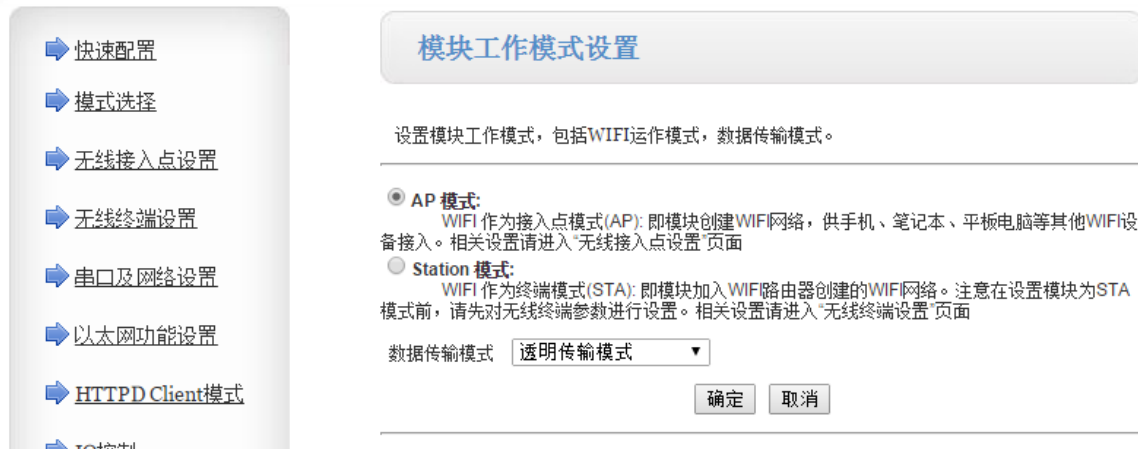 快速配置
模式选择
无线接入点设置
无线终端设置
串口及网络设置
以太网功能设置
HTTPD Client模式
模块工作模式设置
设置模块工作模式，包括WIFI运作模式，数据传输模式。
AP 模式:
WIFI 作为接入点模式(AP): 即模块创建WIFI网络，供手机、笔记本、平板电脑等其他WIFI设
备接入。相关设置请进入“无线接入点设置”页面
Station 模式:
WIFI 作为终端模式(STA): 即模块加入WIFI路由器创建的WIFI网络。注意在设置模块为STA
模式前，请先对无线终端参数进行设置。相关设置请进入“无线终端设置”页面
数据传输模式 透明传输模式
确定 取消